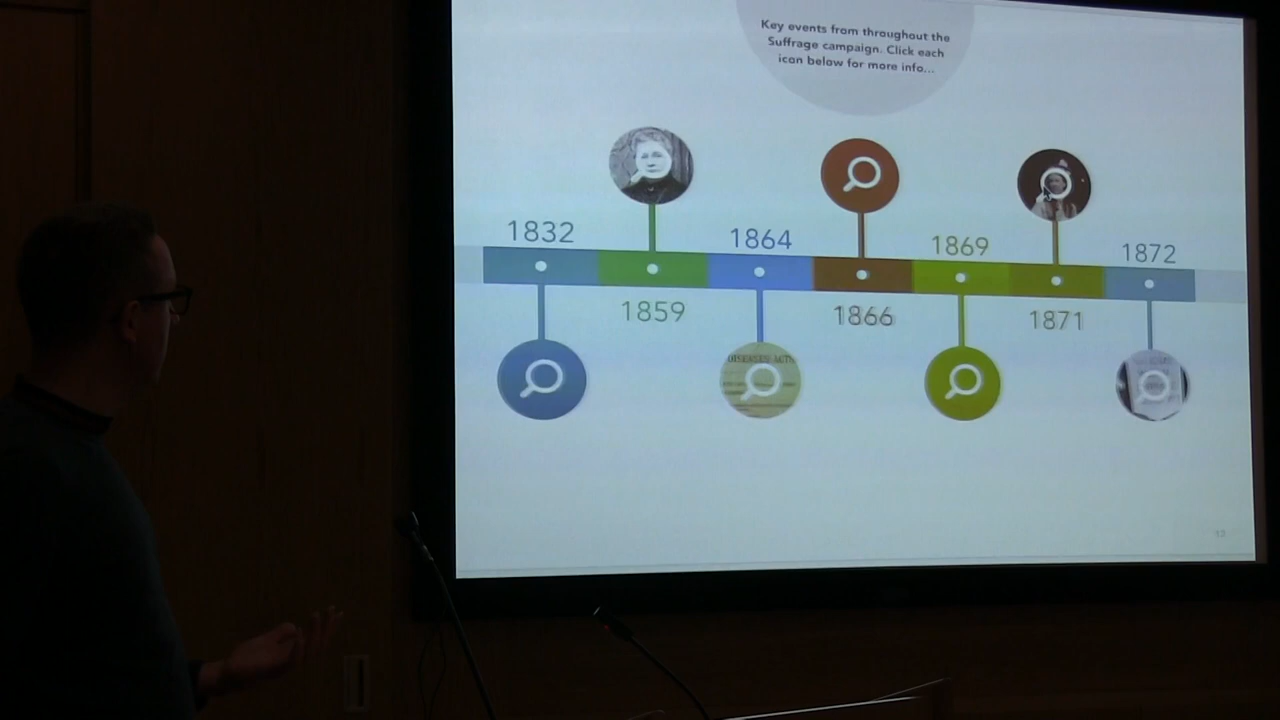 Key events from throughout the
Suffrage campaign. Click each
icon below for more info...
1832
1864
1869
1872
1859
1866
1871
DISEASES ACTS
12